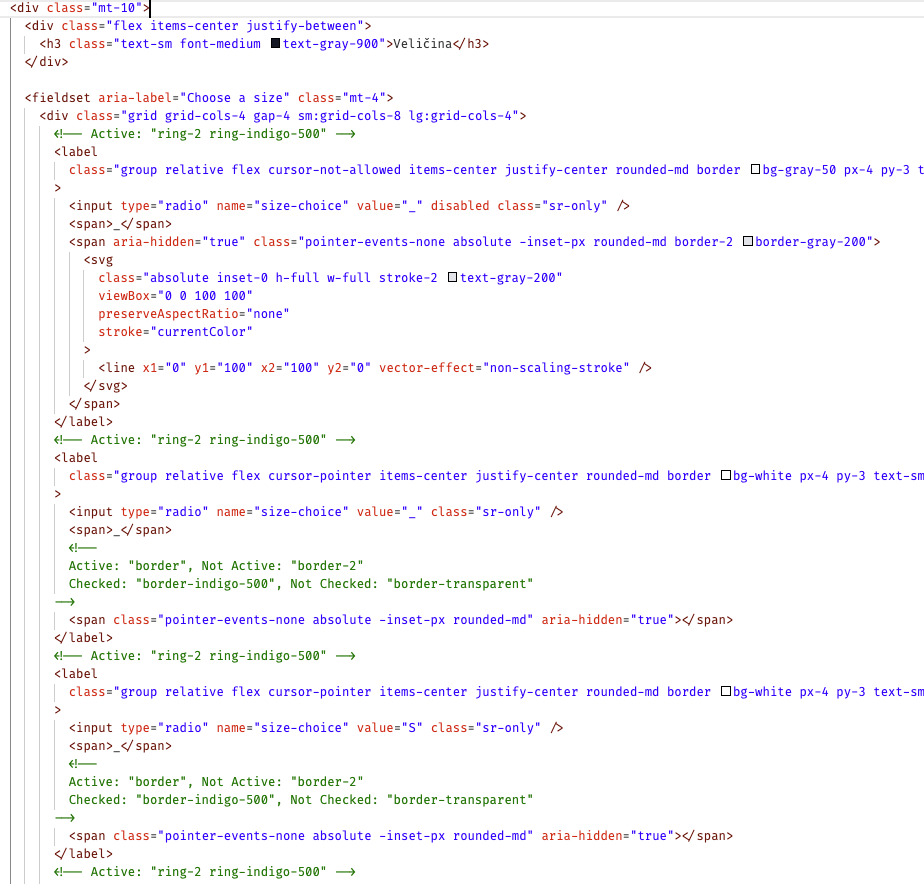 <div class="mt-10">
<div class="flex items-center justify-between">
<h3 class="text-sm font-medium text-gray-900">Veličina</h3>
</div>
<fieldset aria-label="Choose a size" class="mt-4">
<div class="grid grid-cols-4 gap-4 sm:grid-cols-8 lg:grid-cols-4">
<!-- Active: "ring-2 ring-indigo-500" -->
<label
class="group relative flex cursor-not-allowed items-center justify-center rounded-md border bg-gray-50 px-4 py-3 t
>
<input type="radio" name="size-choice" value="_" disabled class="sr-only" />
<span>_</span>
<span aria-hidden="true" class="pointer-events-none absolute -inset-px rounded-md border-2 border-gray-200">
<svg
class="absolute inset-0 h-full w-full stroke-2 text-gray-200"
viewBox="0 0 100 100"
preserveAspectRatio="none"
stroke="currentColor"
>
<line x1="0" y1="100" x2="100" y2="0" vector-effect="non-scaling-stroke" />
</svg>
</span>
</label>
<!-- Active: "ring-2 ring-indigo-500" -->
<label
class="group relative flex cursor-pointer items-center justify-center rounded-md border bg-white px-4 py-3 text-sm
>
<input type="radio" name="size-choice" value="_" class="sr-only" />
<span>_</span>
<!--
Active: "border", Not Active: "border-2"
Checked: "border-indigo-500", Not Checked: "border-transparent"
-->
<span class="pointer-events-none absolute -inset-px rounded-md" aria-hidden="true"></span>
</label>
<!-- Active: "ring-2 ring-indigo-500" -->
<label
class="group relative flex cursor-pointer items-center justify-center rounded-md border bg-white px-4 py-3 text-sm
>
<input type="radio" name="size-choice" value="S" class="sr-only" />
<span>_</span>
<!--
Active: "border", Not Active: "border-2"
Checked: "border-indigo-500", Not Checked: "border-transparent"
-->
<span class="pointer-events-none absolute -inset-px rounded-md" aria-hidden="true"></span>
</label>
<!-- Active: "ring-2 ring-indigo-500" -->